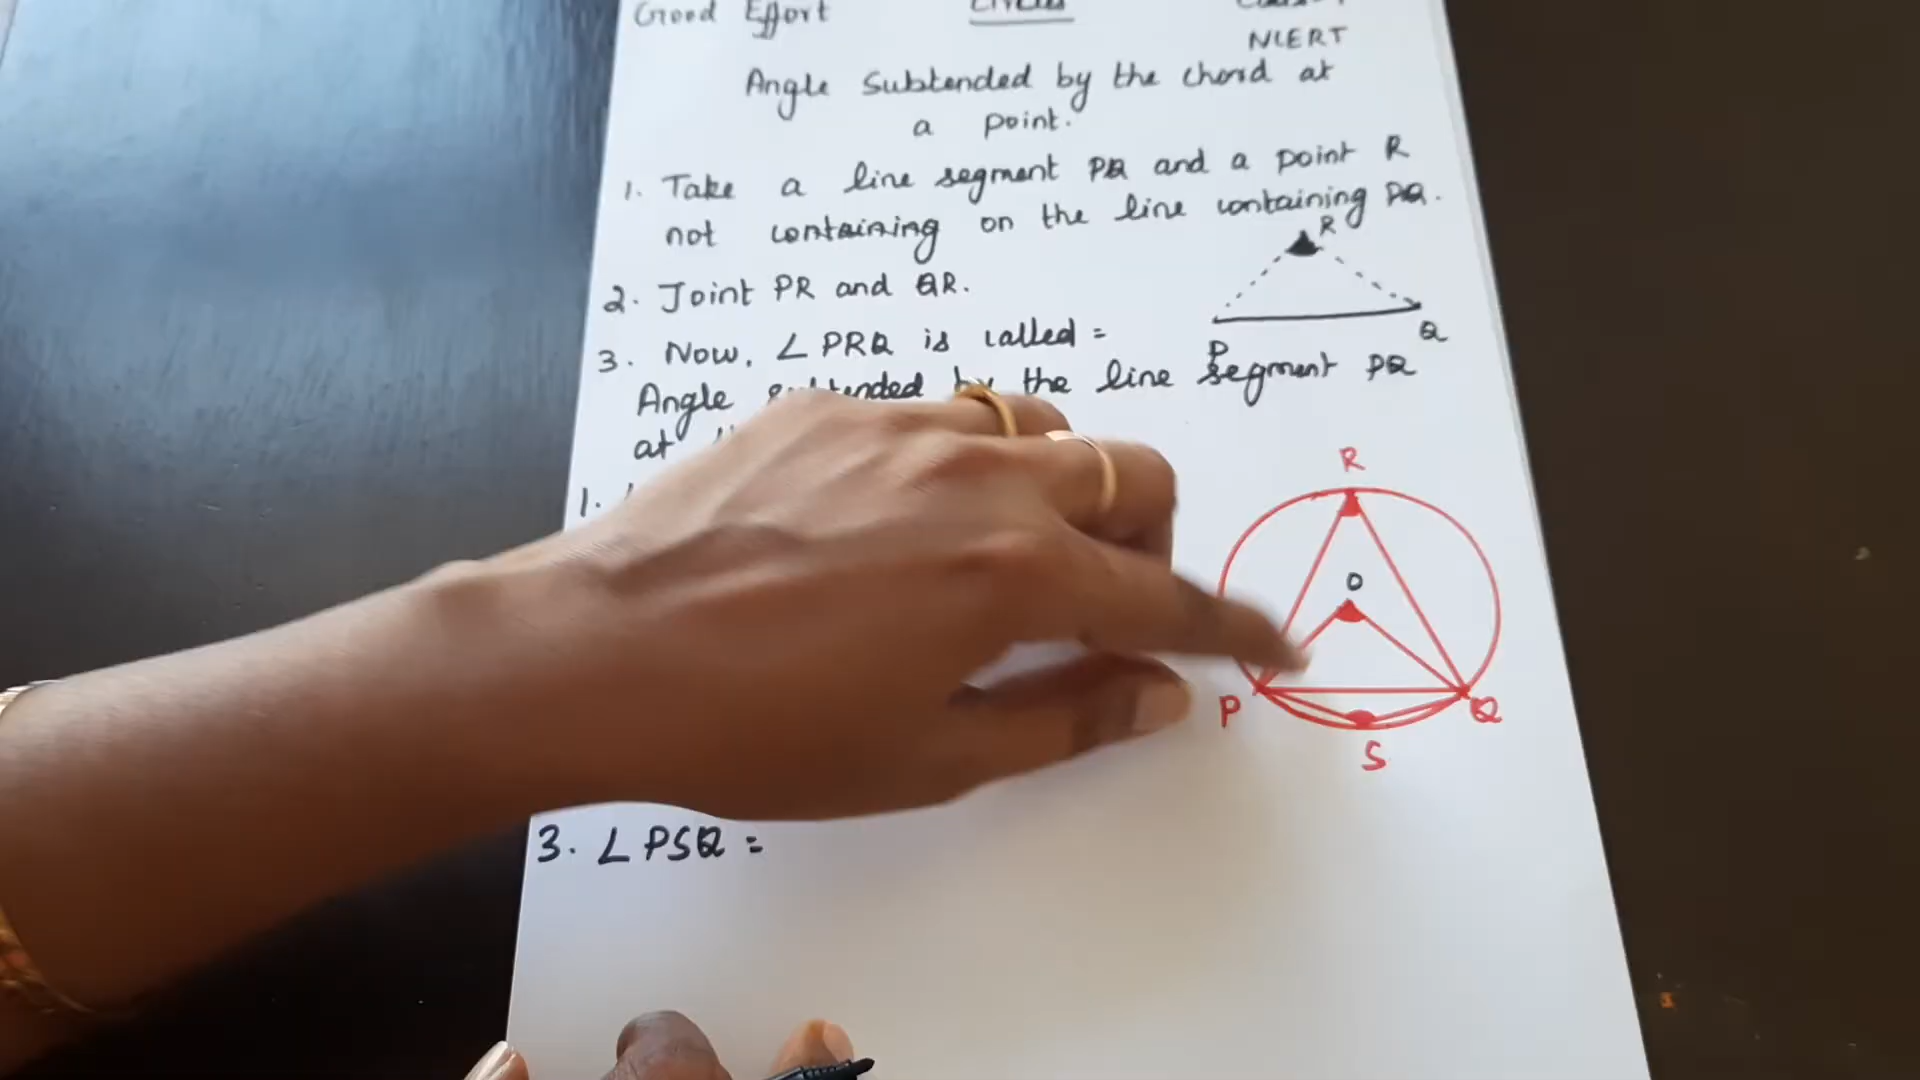 Good Effort
NCERT
Angle Subtended by the chord at
a point.
1. Take a line segment PQ and a point R
not containing on the line containing PQ.
R
2. Joint PR and QR.
P
Q
3. Now, ∠ PRQ is called =
Angle subtended by the line segment PQ
at
1.
R
O
P
Q
S
3. ∠ PSQ =